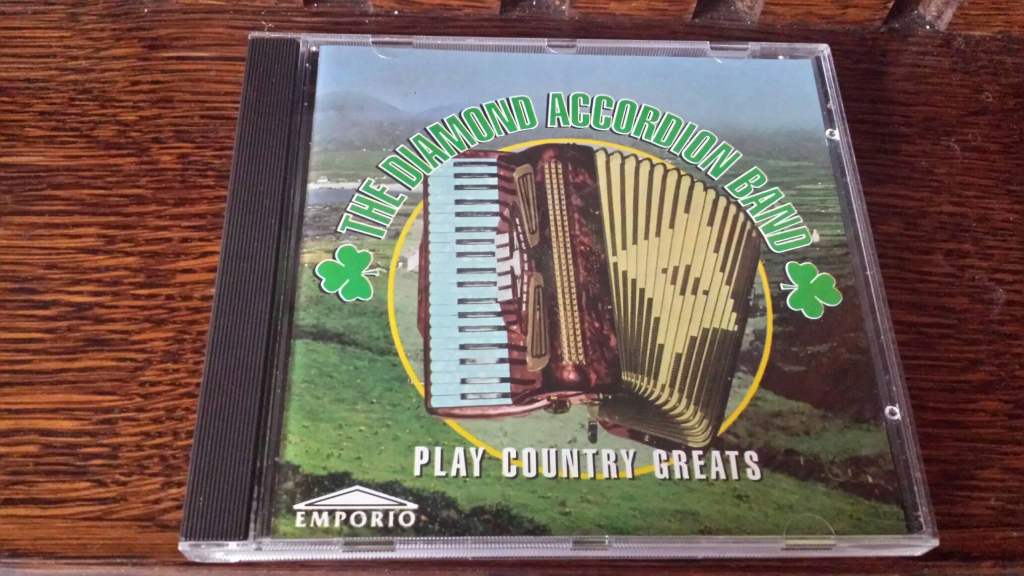 THE DIAMOND ACCORDION BAND
PLAY COUNTRY GREATS
EMPORIO